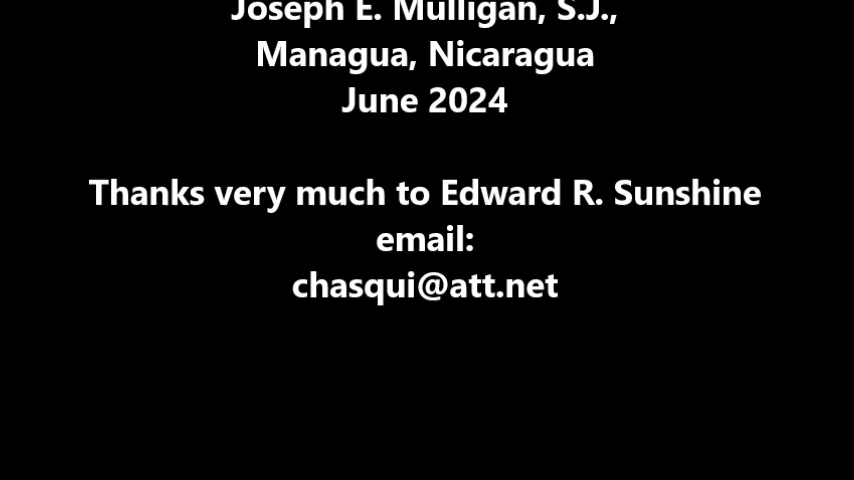 Joseph E. Mulligan, S.J.,
Managua, Nicaragua
June 2024
Thanks very much to Edward R. Sunshine
email:
chasqui@att.net